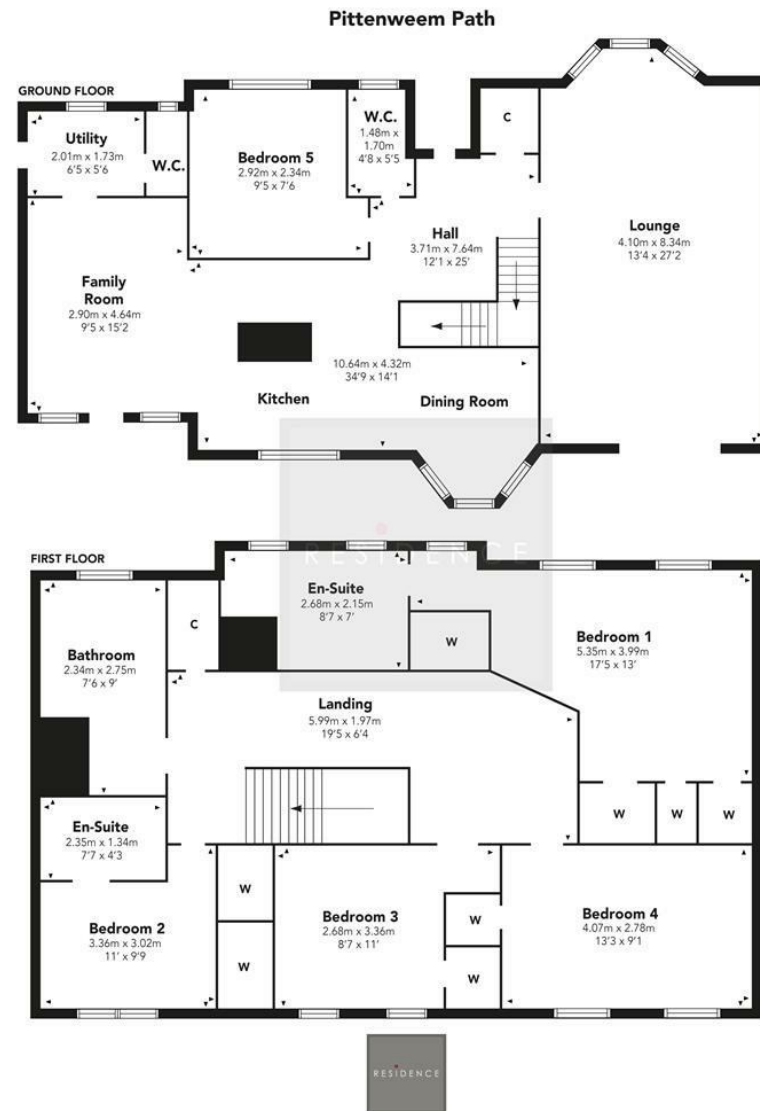 Pittenweem Path
GROUND FLOOR
Utility
2.01m x 1.73m
6'5 x 5'6
W.C.
Bedroom 5
2.92m x 2.34m
9'5 x 7'6
W.C.
1.48m x
1.70m
4'8 x 5'5
C
Hall
3.71m x 7.64m
12'1 x 25'
Lounge
4.10m x 8.34m
13'4 x 27'2
Family
Room
2.90m x 4.64m
9'5 x 15'2
10.64m x 4.32m
34'9 x 14'1
Kitchen
Dining Room
RESIDENCE
FIRST FLOOR
Bathroom
2.34m x 2.75m
7'6 x 9'
C
En-Suite
2.68m x 2.15m
8'7 x 7'
W
Bedroom 1
5.35m x 3.99m
17'5 x 13'
Landing
5.99m x 1.97m
19'5 x 6'4
W
W
W
En-Suite
2.35m x 1.34m
7'7 x 4'3
Bedroom 2
3.36m x 3.02m
11' x 9'9
W
W
Bedroom 3
2.68m x 3.36m
8'7 x 11'
W
W
Bedroom 4
4.07m x 2.78m
13'3 x 9'1
RESIDENCE